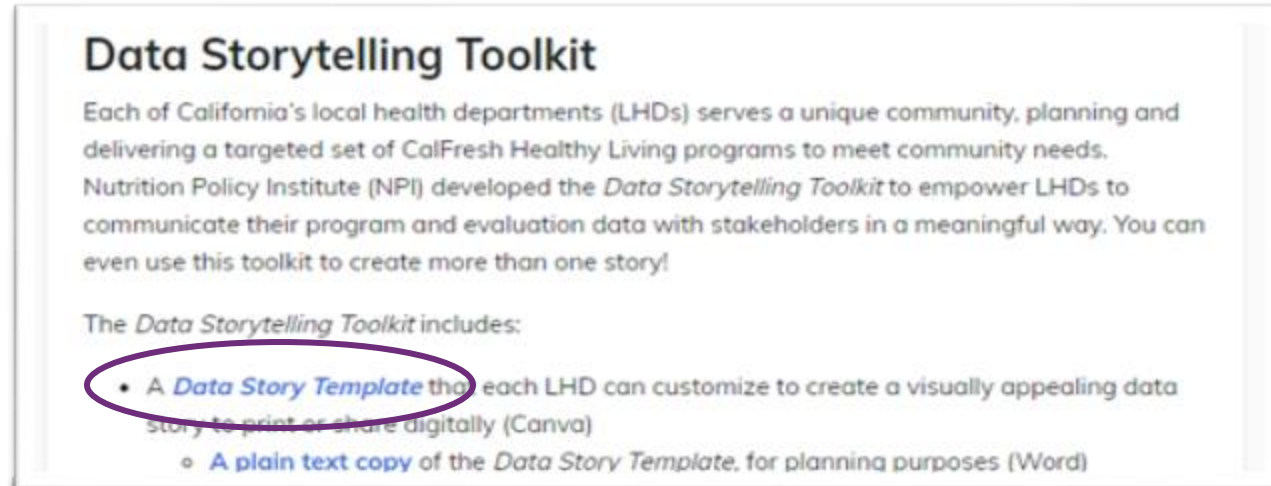 Data Storytelling Toolkit
Each of California's local health departments (LHDs) serves a unique community, planning and
delivering a targeted set of CalFresh Healthy Living programs to meet community needs.
Nutrition Policy Institute (NPI) developed the Data Storytelling Toolkit to empower LHDs to
communicate their program and evaluation data with stakeholders in a meaningful way. You can
even use this toolkit to create more than one story!
The Data Storytelling Toolkit includes:
• A Data Story Template that each LHD can customize to create a visually appealing data
story to print or share digitally (Canva)
◦ A plain text copy of the Data Story Template, for planning purposes (Word)